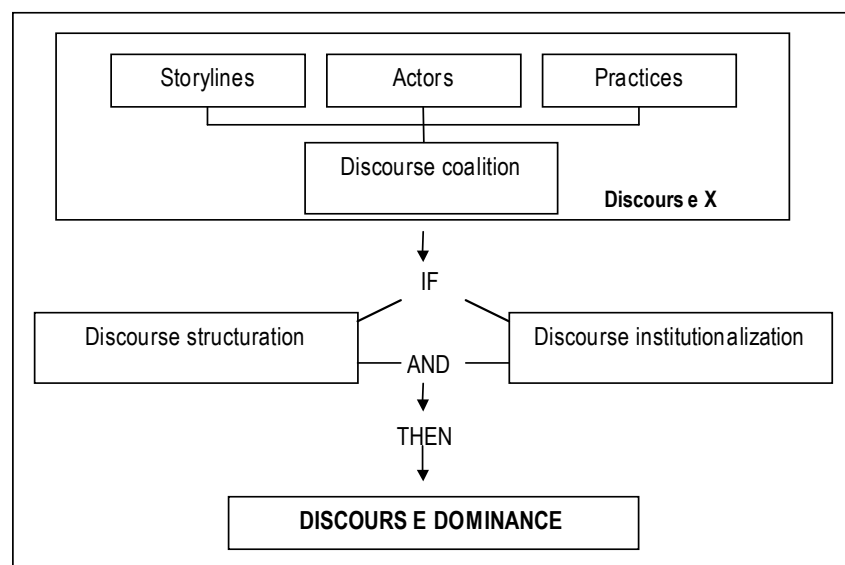 Storylines
Actors
Practices
Discourse coalition
Discours e X
IF
Discourse structuration
Discourse institutionalization
AND
THEN
DISCOURS E DOMINANCE